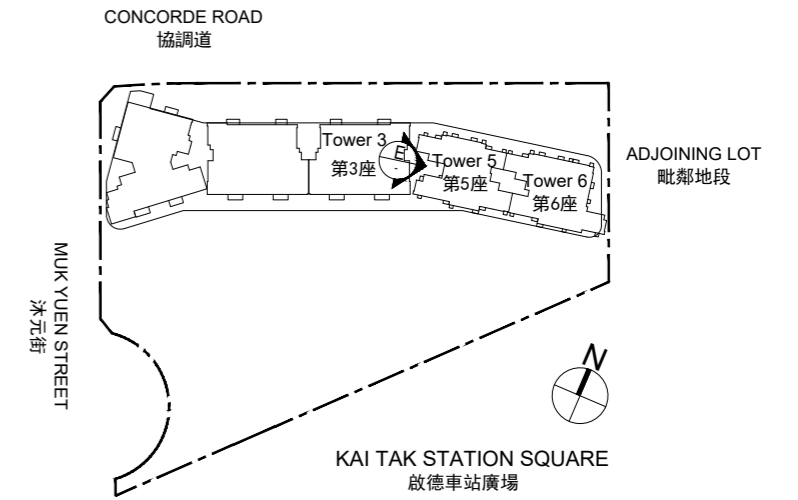 CONCORDE ROAD
協調道
Tower 3
第3座
E
-
Tower 5
第5座
Tower 6
第6座
ADJOINING LOT
毗鄰地段
MUK YUEN STREET
沐元街
N
KAI TAK STATION SQUARE
啟德車站廣場